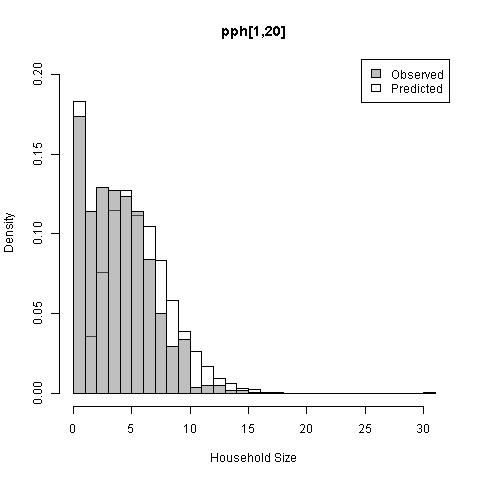 pph[1,20]
Observed
Predicted
0.20
0.15
0.10
0.05
0.00
Density
0 5 10 15 20 25 30
Household Size